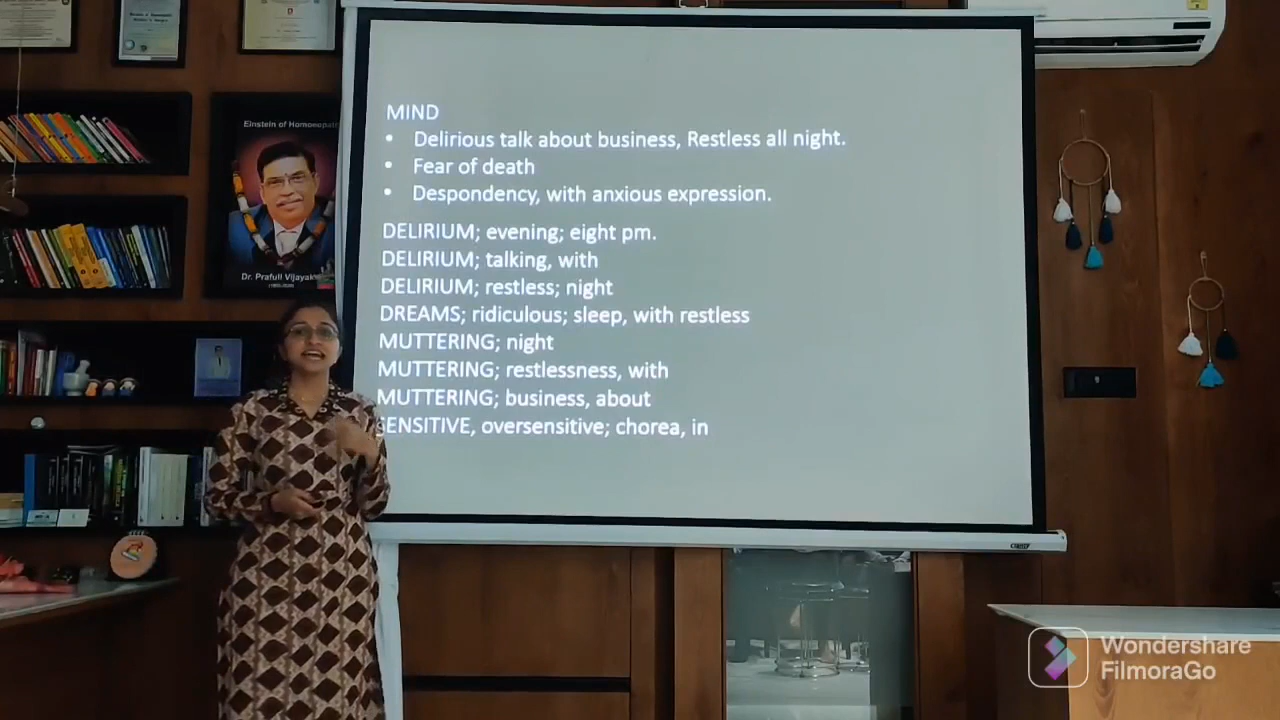 MIND
• Delirious talk about business, Restless all night.
• Fear of death
• Despondency, with anxious expression.
DELIRIUM; evening; eight pm.
DELIRIUM; talking, with
DELIRIUM; restless; night
DREAMS; ridiculous; sleep, with restless
MUTTERING; night
MUTTERING; restlessness, with
MUTTERING; business, about
SENSITIVE, oversensitive; chorea, in
Einstein of Homoeopath
Dr. Prafull Vijayak
Wondershare
FilmoraGo